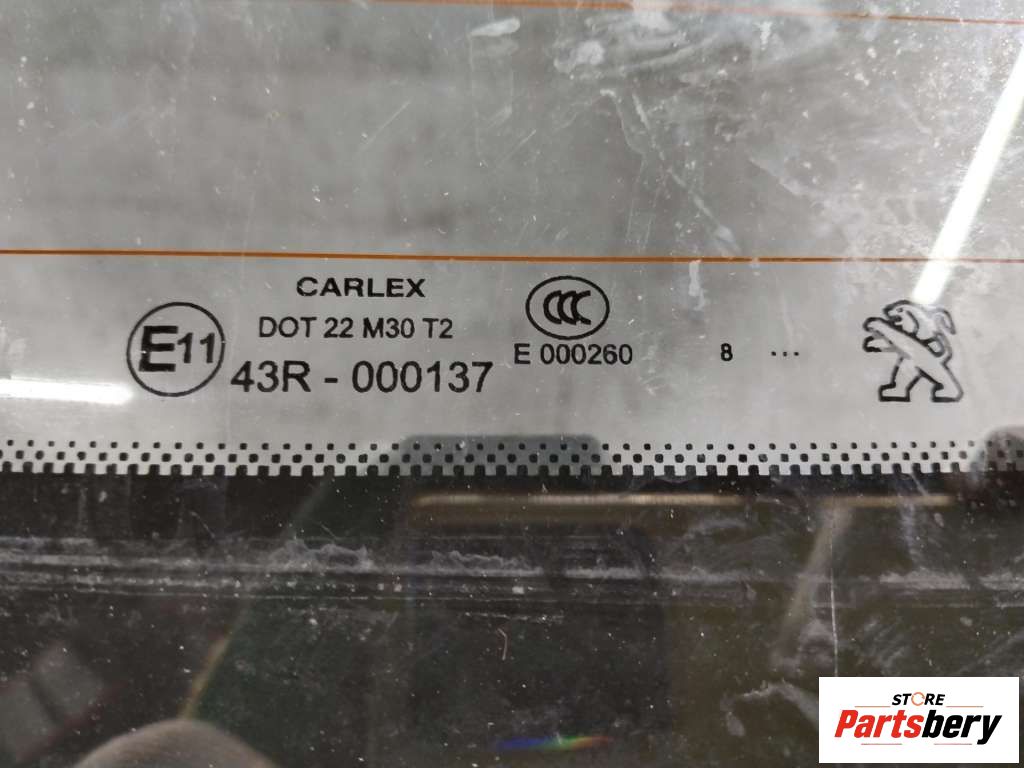 CARLEX
DOT 22 M30 T2
E11
43R - 000137
CCC
E 000260
8 ...
STORE
Partsbery